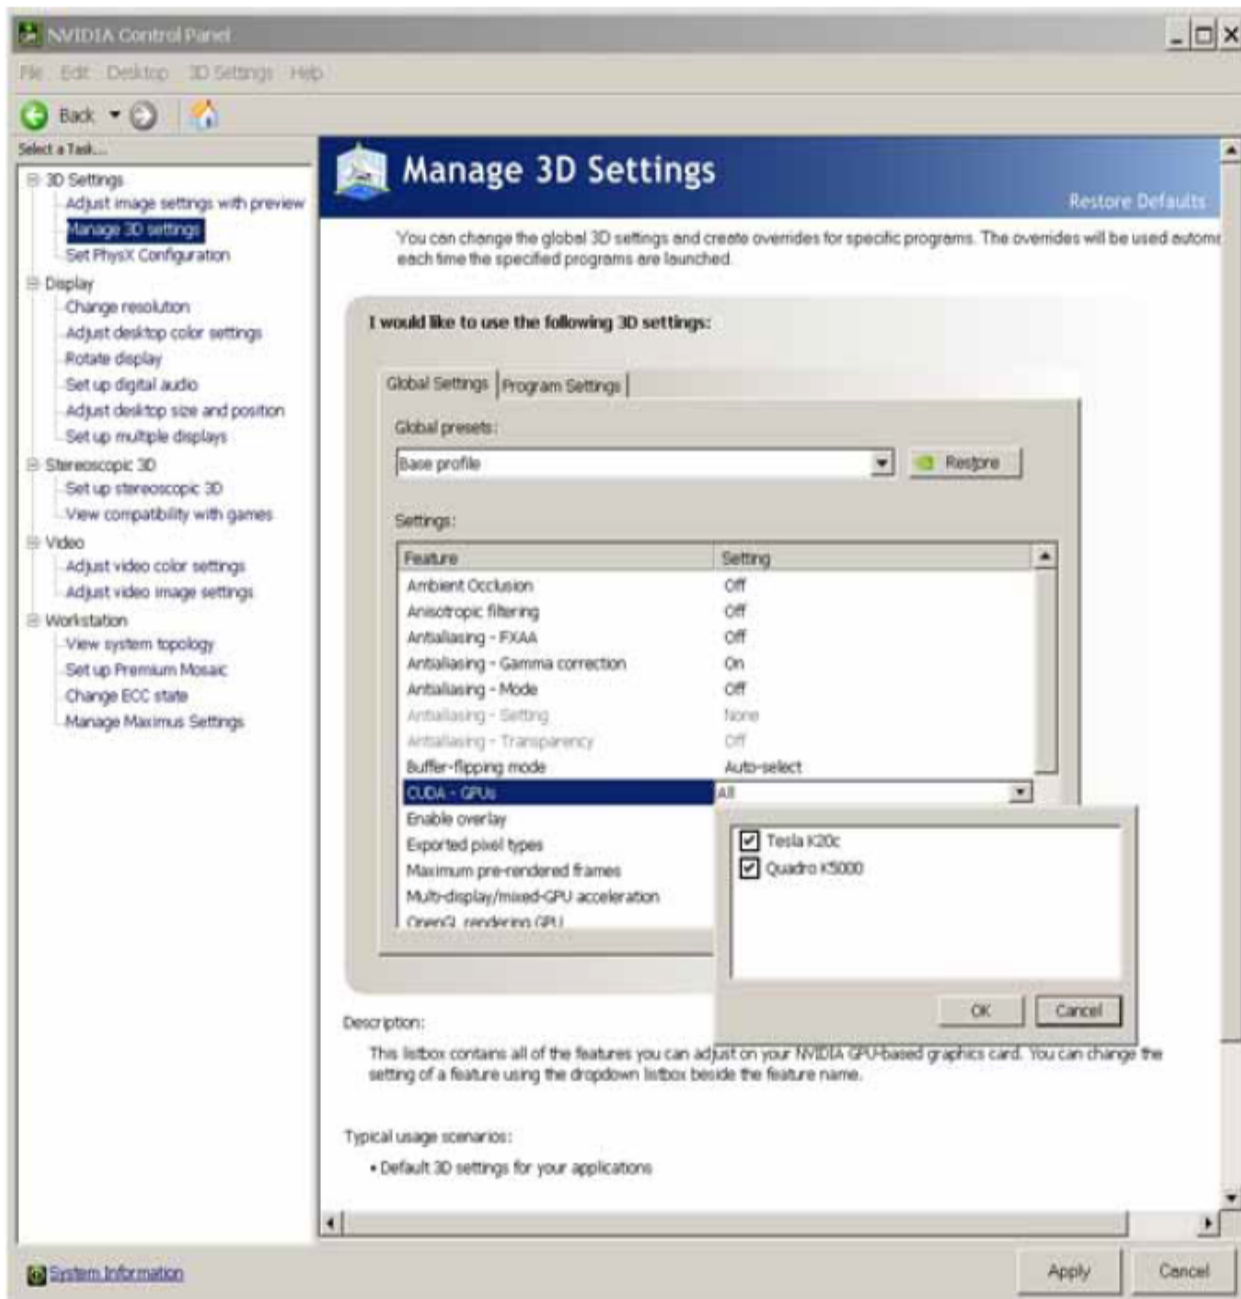 NVIDIA Control Panel
File Edit Desktop 3D Settings Help
Back
Select a Task...
3D Settings
Adjust image settings with preview
Manage 3D settings
Set PhysX Configuration
Display
Change resolution
Adjust desktop color settings
Rotate display
Set up digital audio
Adjust desktop size and position
Set up multiple displays
Stereoscopic 3D
Set up stereoscopic 3D
View compatibility with games
Video
Adjust video color settings
Adjust video image settings
Workstation
View system topology
Set up Premium Mosaic
Change ECC state
Manage Maximus Settings
System Information
Manage 3D Settings
Restore Defaults
You can change the global 3D settings and create overrides for specific programs. The overrides will be used automa
each time the specified programs are launched.
I would like to use the following 3D settings:
Global Settings Program Settings
Global presets:
Base profile Restore
Settings:
Feature Setting
Ambient Occlusion Off
Anisotropic filtering Off
Antialiasing - FXAA Off
Antialiasing - Gamma correction On
Antialiasing - Mode Off
Antialiasing - Setting None
Antialiasing - Transparency Off
Buffer-flipping mode Auto-select
CUDA - GPUs All
Enable overlay
Exported pixel types
Maximum pre-rendered frames
Multi-display/mixed-GPU acceleration
OpenGL rendering GPU
Tesla K20c
Quadro K5000
OK Cancel
Description:
This listbox contains all of the features you can adjust on your NVIDIA GPU-based graphics card. You can change the
setting of a feature using the dropdown listbox beside the feature name.
Typical usage scenarios:
• Default 3D settings for your applications
Apply Cancel